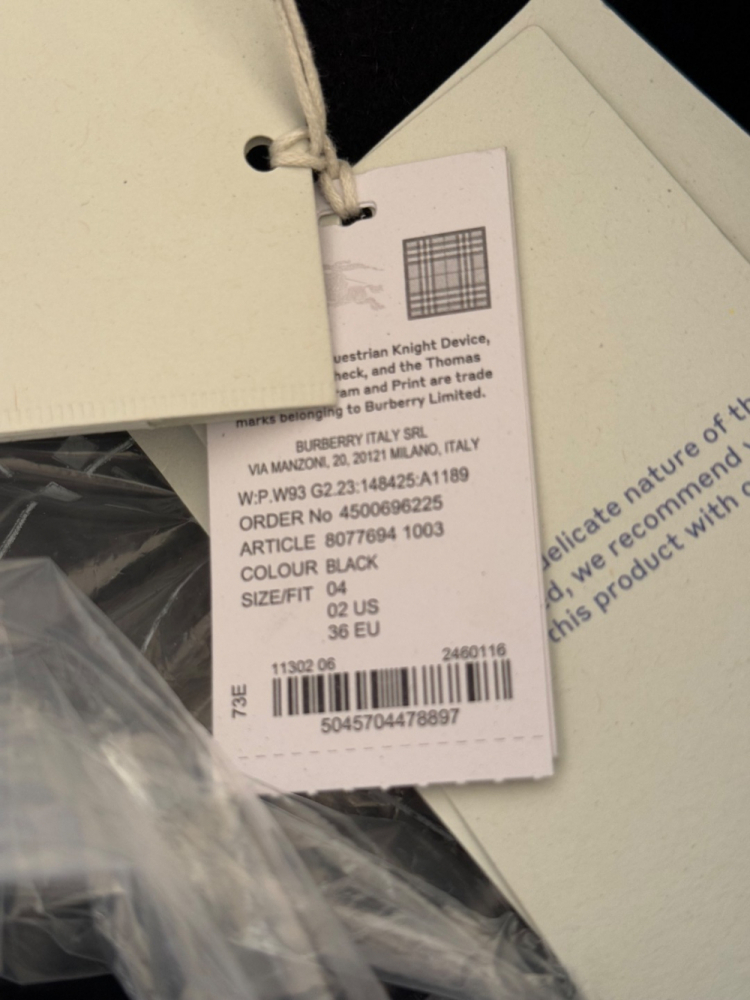 uestrian Knight Device,
heck, and the Thomas
ram and Print are trade
marks belonging to Burberry Limited.
BURBERRY ITALY SRL
VIA MANZONI, 20, 20121 MILANO, ITALY
W:P.W93 G2.23:148425:A1189
ORDER No 4500696225
ARTICLE 8077694 1003
COLOUR BLACK
SIZE/FIT 04
02 US
36 EU
11302 06 2460116
73E
5045704478897
delicate nature of th
d, we recommend
this product with